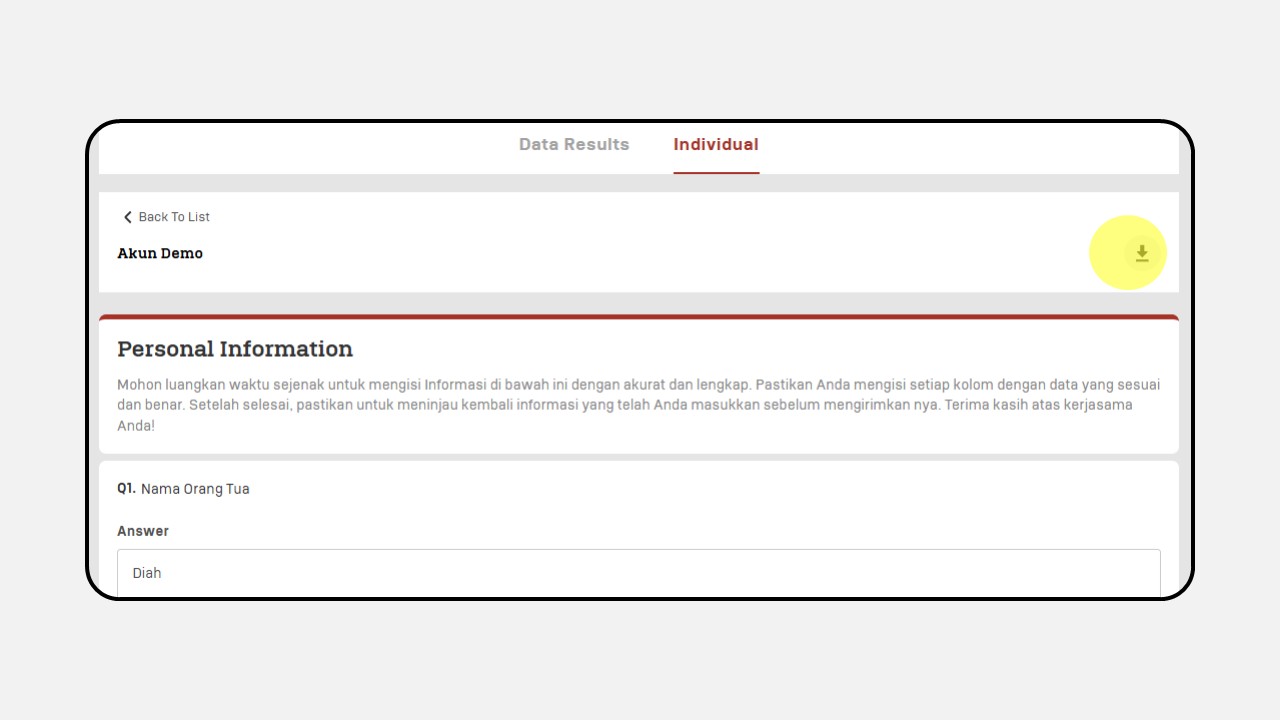 Data Results Individual
Back To List
Akun Demo
Personal Information
Mohon luangkan waktu sejenak untuk mengisi Informasi di bawah ini dengan akurat dan lengkap. Pastikan Anda mengisi setiap kolom dengan data yang sesuai
dan benar. Setelah selesai, pastikan untuk meninjau kembali informasi yang telah Anda masukkan sebelum mengirimkan nya. Terima kasih atas kerjasama
Anda!
Q1. Nama Orang Tua
Answer
Diah